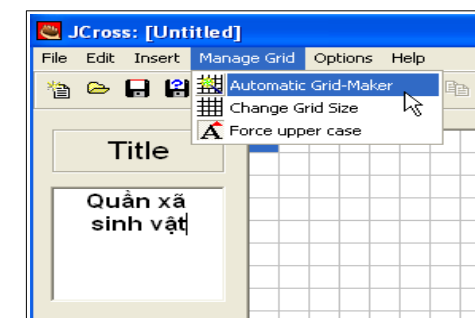 JCross: [Untitled]
File Edit Insert Manage Grid Options Help
Automatic Grid-Maker
Change Grid Size
Force upper case
Title
Quần xã
sinh vật